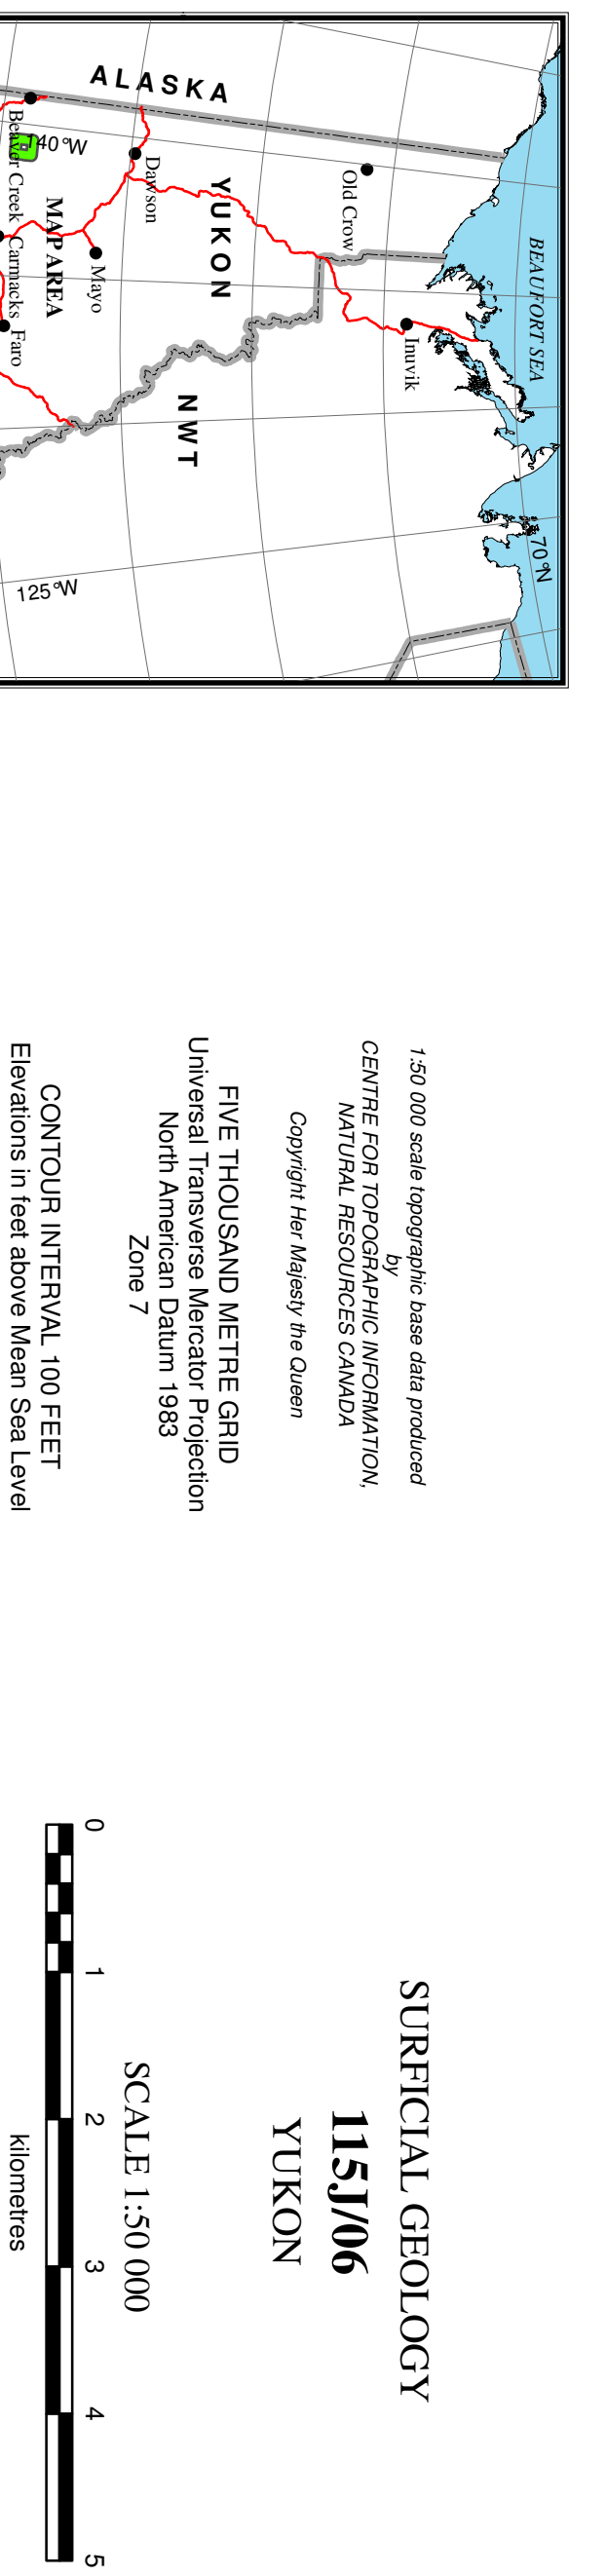 BEAUFORT SEA
70°N
Old Crow
Inuvik
ALASKA
YUKON
NWT
Dawson
Mayo
MAP AREA
140°W
Beaver Creek
Carmacks
Faro
125°W
1:50 000 scale topographic base data produced
by
CENTRE FOR TOPOGRAPHIC INFORMATION,
NATURAL RESOURCES CANADA
Copyright Her Majesty the Queen
FIVE THOUSAND METRE GRID
Universal Transverse Mercator Projection
North American Datum 1983
Zone 7
CONTOUR INTERVAL 100 FEET
Elevations in feet above Mean Sea Level
SURFICIAL GEOLOGY
115J/06
YUKON
SCALE 1:50 000
0 1 2 3 4 5
kilometres